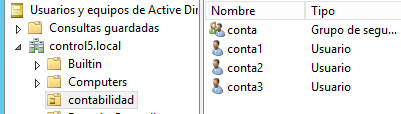 Usuarios y equipos de Active Dir
Consultas guardadas
control5.local
Builtin
Computers
contabilidad
Nombre Tipo
conta Grupo de segu...
conta1 Usuario
conta2 Usuario
conta3 Usuario